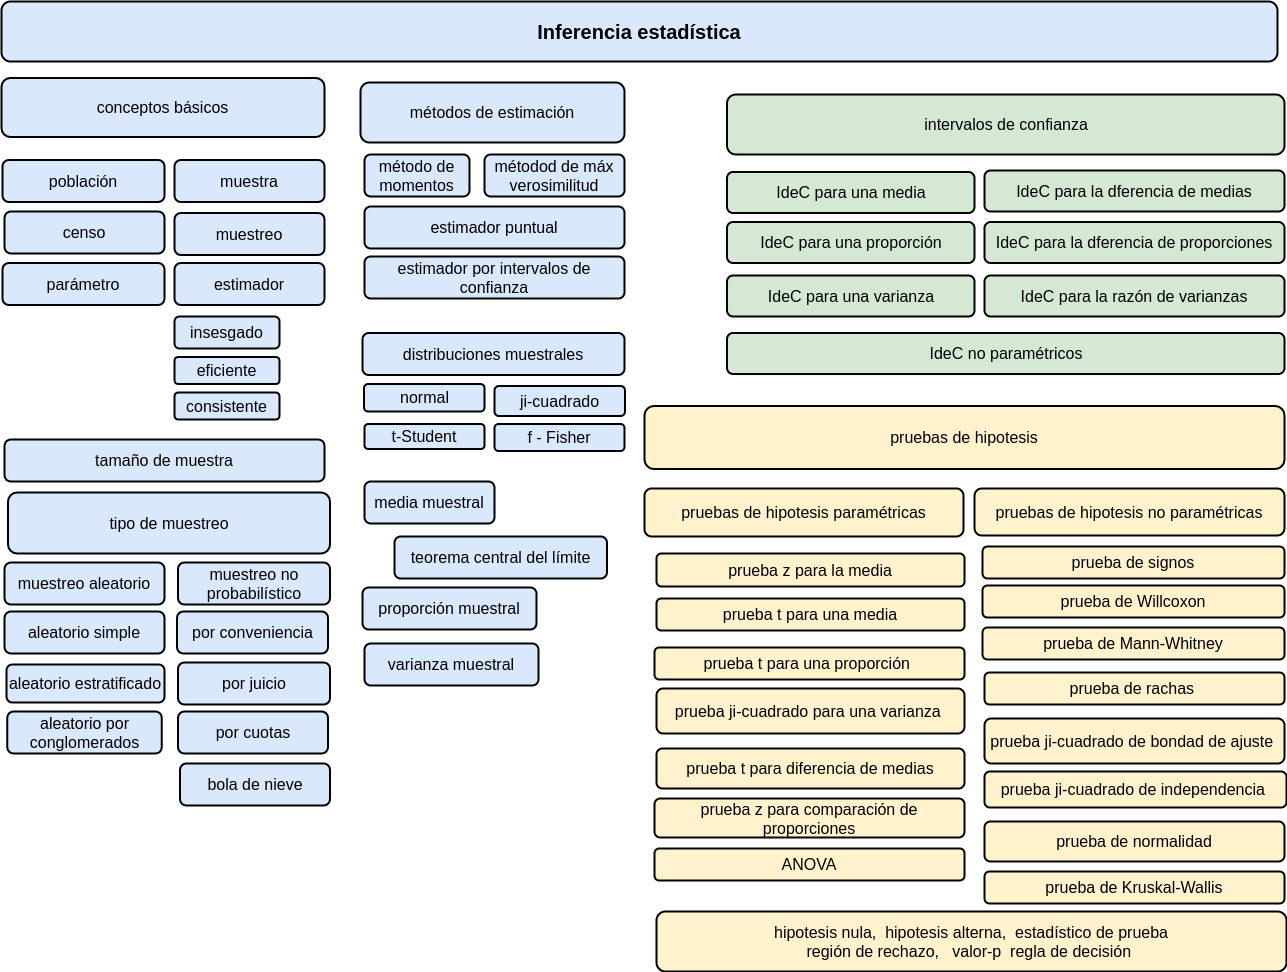 Inferencia estadística
conceptos básicos
población
muestra
censo
muestreo
parámetro
estimador
insesgado
eficiente
consistente
tamaño de muestra
tipo de muestreo
muestreo aleatorio
muestreo no
probabilístico
aleatorio simple
por conveniencia
aleatorio estratificado
por juicio
aleatorio por
conglomerados
por cuotas
bola de nieve
métodos de estimación
método de
momentos
métodod de máx
verosimilitud
estimador puntual
estimador por intervalos de
confianza
distribuciones muestrales
normal
ji-cuadrado
t-Student
f - Fisher
media muestral
teorema central del límite
proporción muestral
varianza muestral
intervalos de confianza
IdeC para una media
IdeC para la dferencia de medias
IdeC para una proporción
IdeC para la dferencia de proporciones
IdeC para una varianza
IdeC para la razón de varianzas
IdeC no paramétricos
pruebas de hipotesis
pruebas de hipotesis paramétricas
prueba z para la media
prueba t para una media
prueba t para una proporción
prueba ji-cuadrado para una varianza
prueba t para diferencia de medias
prueba z para comparación de
proporciones
ANOVA
pruebas de hipotesis no paramétricas
prueba de signos
prueba de Willcoxon
prueba de Mann-Whitney
prueba de rachas
prueba ji-cuadrado de bondad de ajuste
prueba ji-cuadrado de independencia
prueba de normalidad
prueba de Kruskal-Wallis
hipotesis nula,  hipotesis alterna,  estadístico de prueba
región de rechazo,   valor-p  regla de decisión